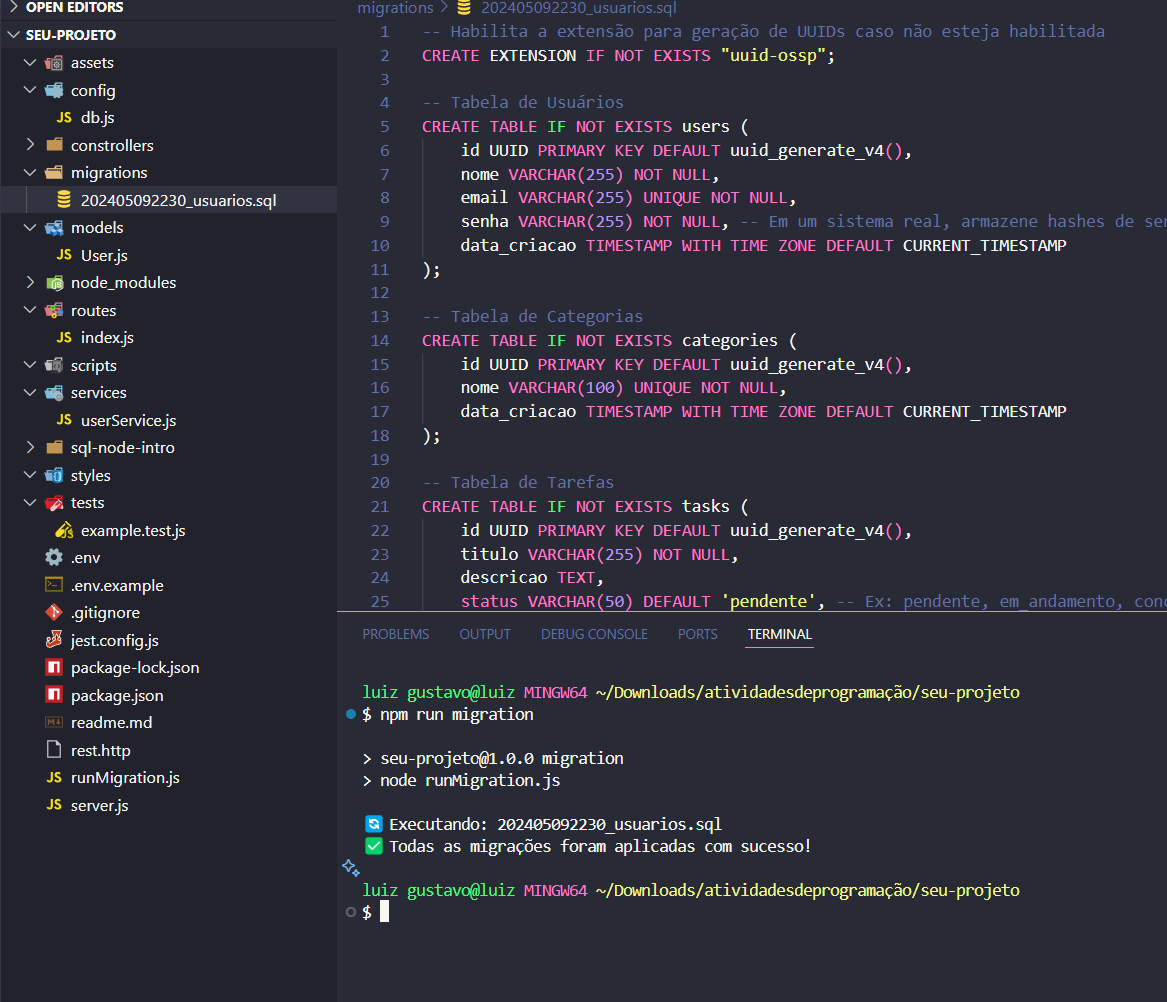 OPEN EDITORS
SEU-PROJETO
assets
config
db.js
constrollers
migrations
202405092230_usuarios.sql
models
User.js
node_modules
routes
index.js
scripts
services
userService.js
sql-node-intro
styles
tests
example.test.js
.env
.env.example
.gitignore
jest.config.js
package-lock.json
package.json
readme.md
rest.http
runMigration.js
server.js
migrations > 202405092230_usuarios.sql
1 -- Habilita a extensão para geração de UUIDs caso não esteja habilitada
2 CREATE EXTENSION IF NOT EXISTS "uuid-ossp";
3
4 -- Tabela de Usuários
5 CREATE TABLE IF NOT EXISTS users (
6 id UUID PRIMARY KEY DEFAULT uuid_generate_v4(),
7 nome VARCHAR(255) NOT NULL,
8 email VARCHAR(255) UNIQUE NOT NULL,
9 senha VARCHAR(255) NOT NULL, -- Em um sistema real, armazene hashes de
10 data_criacao TIMESTAMP WITH TIME ZONE DEFAULT CURRENT_TIMESTAMP
11 );
12
13 -- Tabela de Categorias
14 CREATE TABLE IF NOT EXISTS categories (
15 id UUID PRIMARY KEY DEFAULT uuid_generate_v4(),
16 nome VARCHAR(100) UNIQUE NOT NULL,
17 data_criacao TIMESTAMP WITH TIME ZONE DEFAULT CURRENT_TIMESTAMP
18 );
19
20 -- Tabela de Tarefas
21 CREATE TABLE IF NOT EXISTS tasks (
22 id UUID PRIMARY KEY DEFAULT uuid_generate_v4(),
23 titulo VARCHAR(255) NOT NULL,
24 descricao TEXT,
25 status VARCHAR(50) DEFAULT 'pendente', -- Ex: pendente, em_andamento,
PROBLEMS OUTPUT DEBUG CONSOLE PORTS TERMINAL
luiz gustavo@luiz MINGW64 ~/Downloads/atividadesdeprogramação/seu-projeto
$ npm run migration
> seu-projeto@1.0.0 migration
> node runMigration.js
🔄 Executando: 202405092230_usuarios.sql
✅ Todas as migrações foram aplicadas com sucesso!
luiz gustavo@luiz MINGW64 ~/Downloads/atividadesdeprogramação/seu-projeto
$